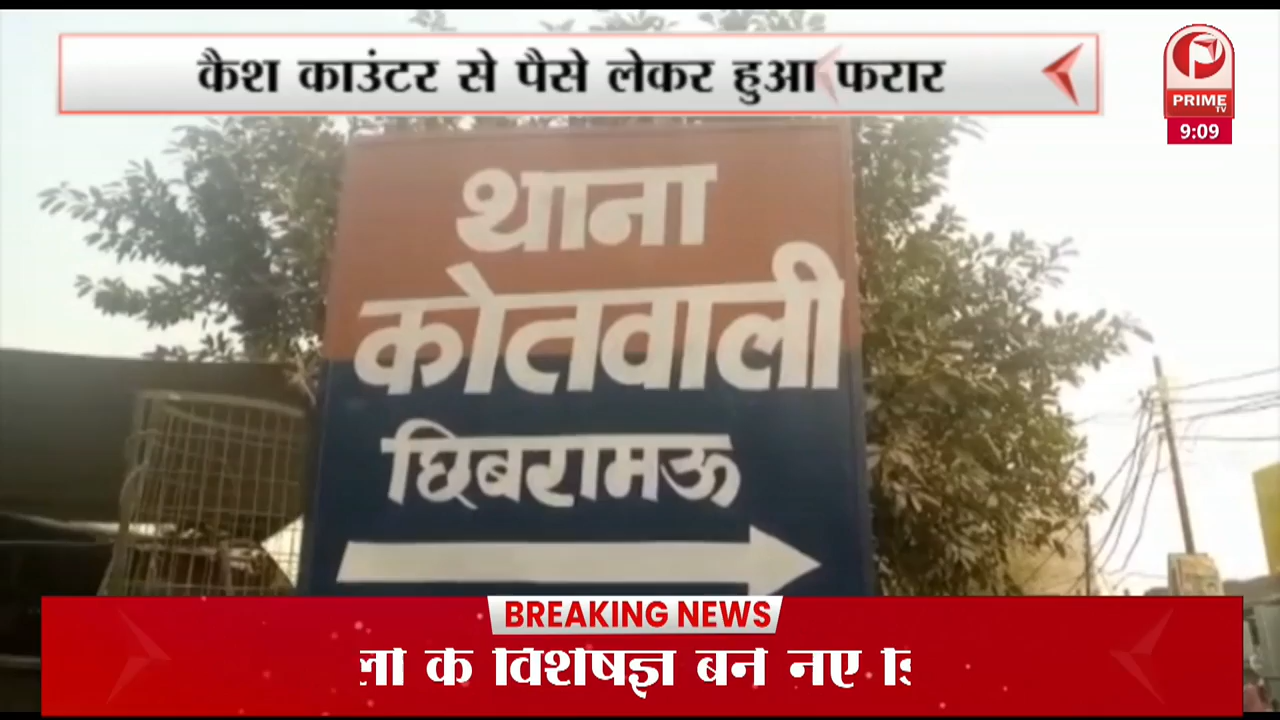 कैश काउंटर से पैसे लेकर हुआ फरार
PRIME
TV
9:09
थाना
कोतवाली
छिबरामऊ
BREAKING NEWS
के विशेषज्ञ बने नए